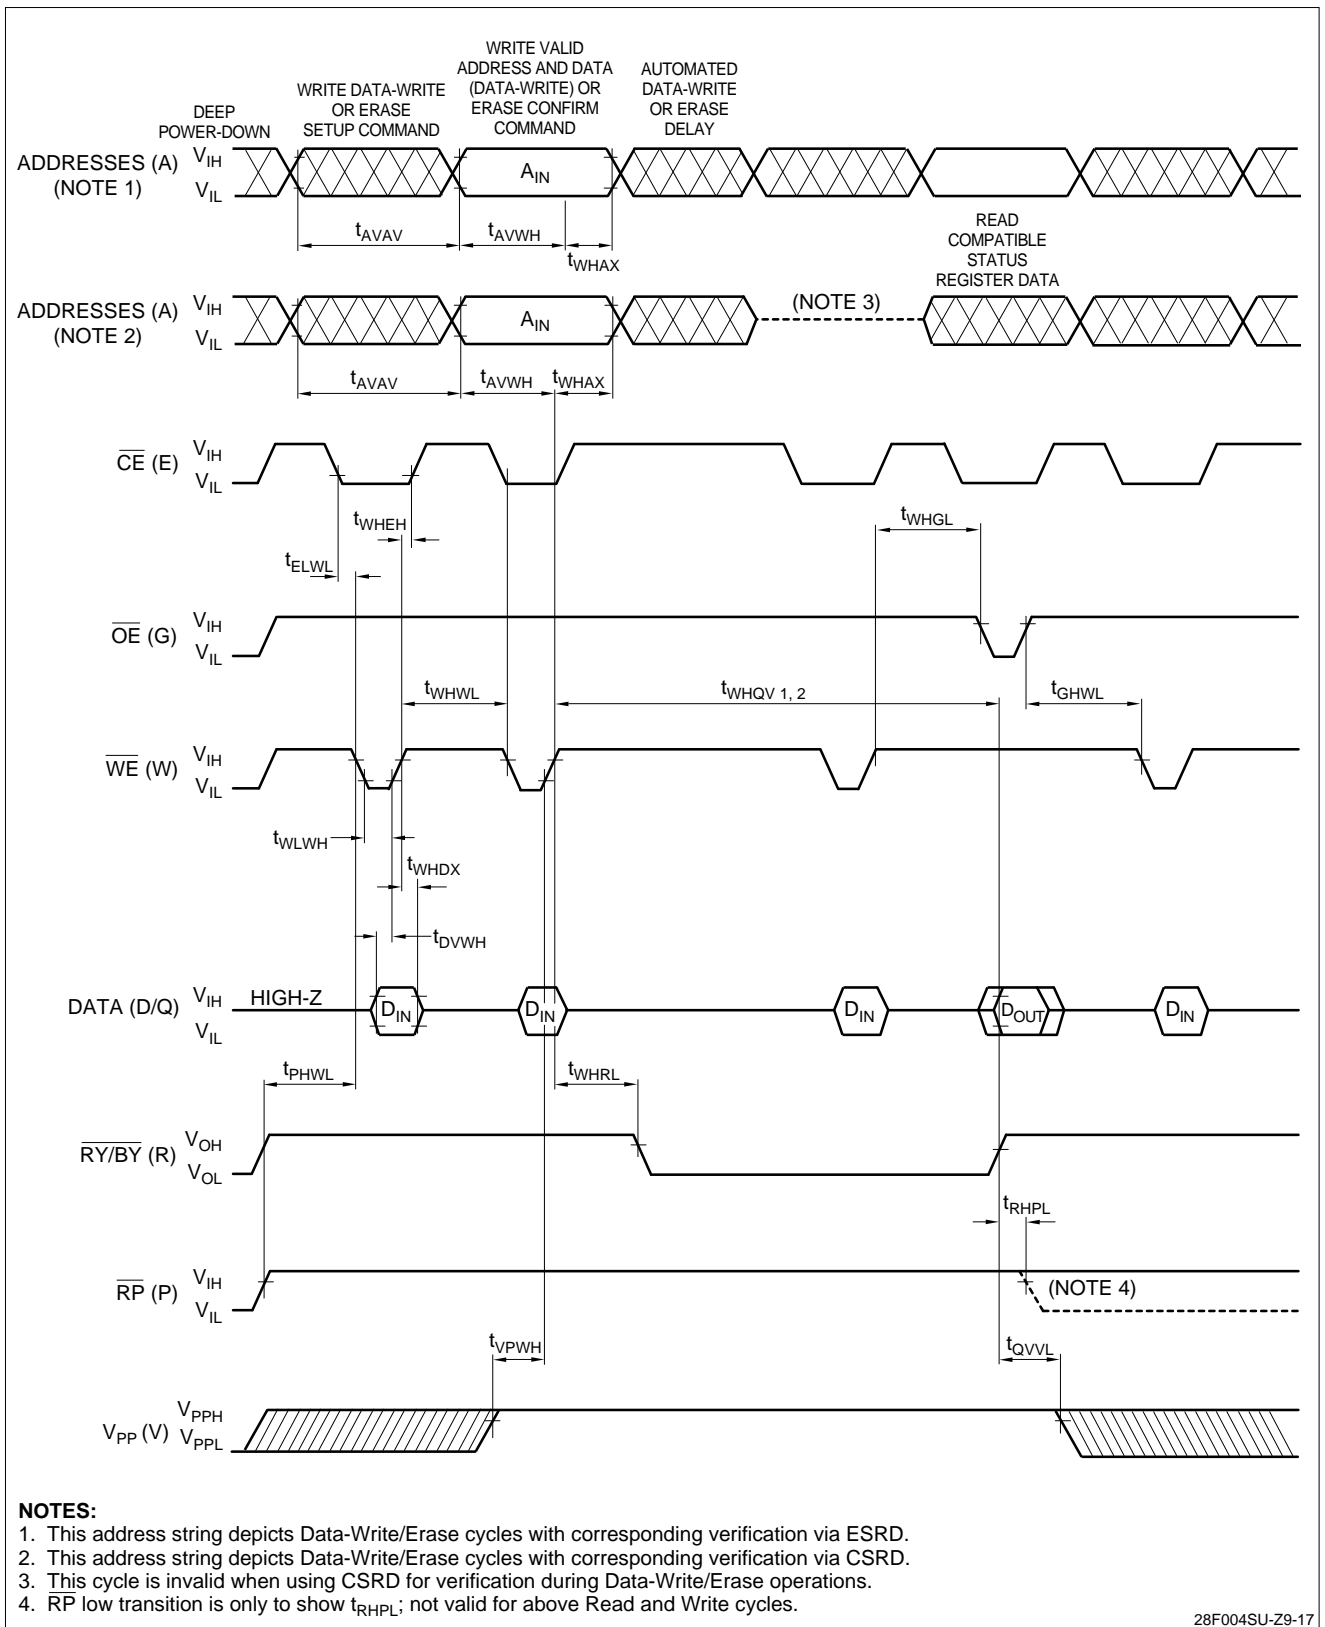 WRITE VALID
ADDRESS AND DATA
(DATA-WRITE) OR
ERASE CONFIRM
COMMAND
AUTOMATED
DATA-WRITE
OR ERASE
DELAY
WRITE DATA-WRITE
OR ERASE
SETUP COMMAND
DEEP
POWER-DOWN
ADDRESSES (A)
(NOTE 1)
VIH
VIL
AIN
tAVAV
tAVWH
tWHAX
READ
COMPATIBLE
STATUS
REGISTER DATA
ADDRESSES (A)
(NOTE 2)
VIH
VIL
AIN
(NOTE 3)
tAVAV
tAVWH
tWHAX
CE (E)
VIH
VIL
tWHEH
tWHGL
tELWL
OE (G)
VIH
VIL
tWHWL
tWHQV 1, 2
tGHWL
WE (W)
VIH
VIL
tWLWH
tWHDX
tDVWH
DATA (D/Q)
VIH
VIL
HIGH-Z
DIN
DIN
DIN
DOUT
DIN
tPHWL
tWHRL
RY/BY (R)
VOH
VOL
tRHPL
RP (P)
VIH
VIL
(NOTE 4)
tVPWH
tQVVL
VPP (V)
VPPH
VPPL
NOTES:
1. This address string depicts Data-Write/Erase cycles with corresponding verification via ESRD.
2. This address string depicts Data-Write/Erase cycles with corresponding verification via CSRD.
3. This cycle is invalid when using CSRD for verification during Data-Write/Erase operations.
4. RP low transition is only to show tRHPL; not valid for above Read and Write cycles.
28F004SU-Z9-17